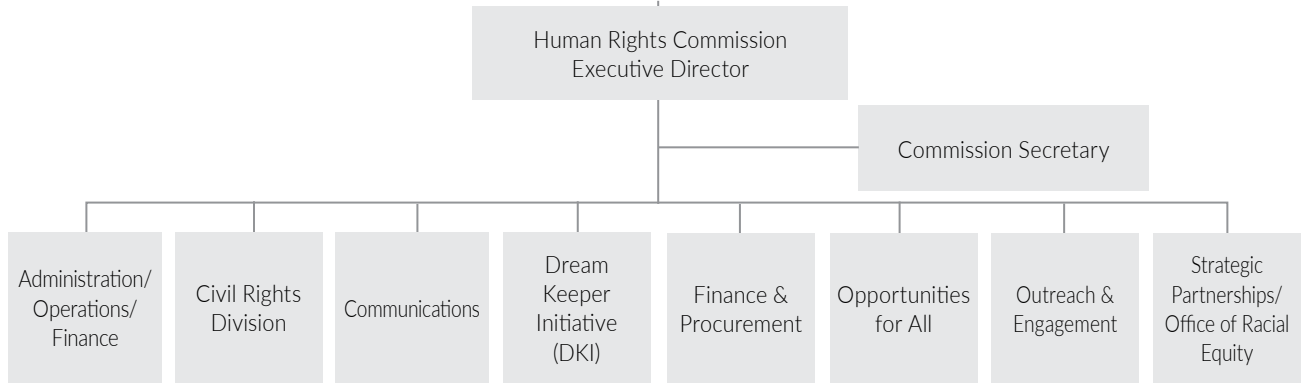 Human Rights Commission
Executive Director
Commission Secretary
Administration/
Operations/
Finance
Civil Rights
Division
Communications
Dream
Keeper
Initiative
(DKI)
Finance &
Procurement
Opportunities
for All
Outreach &
Engagement
Strategic
Partnerships/
Office of Racial
Equity